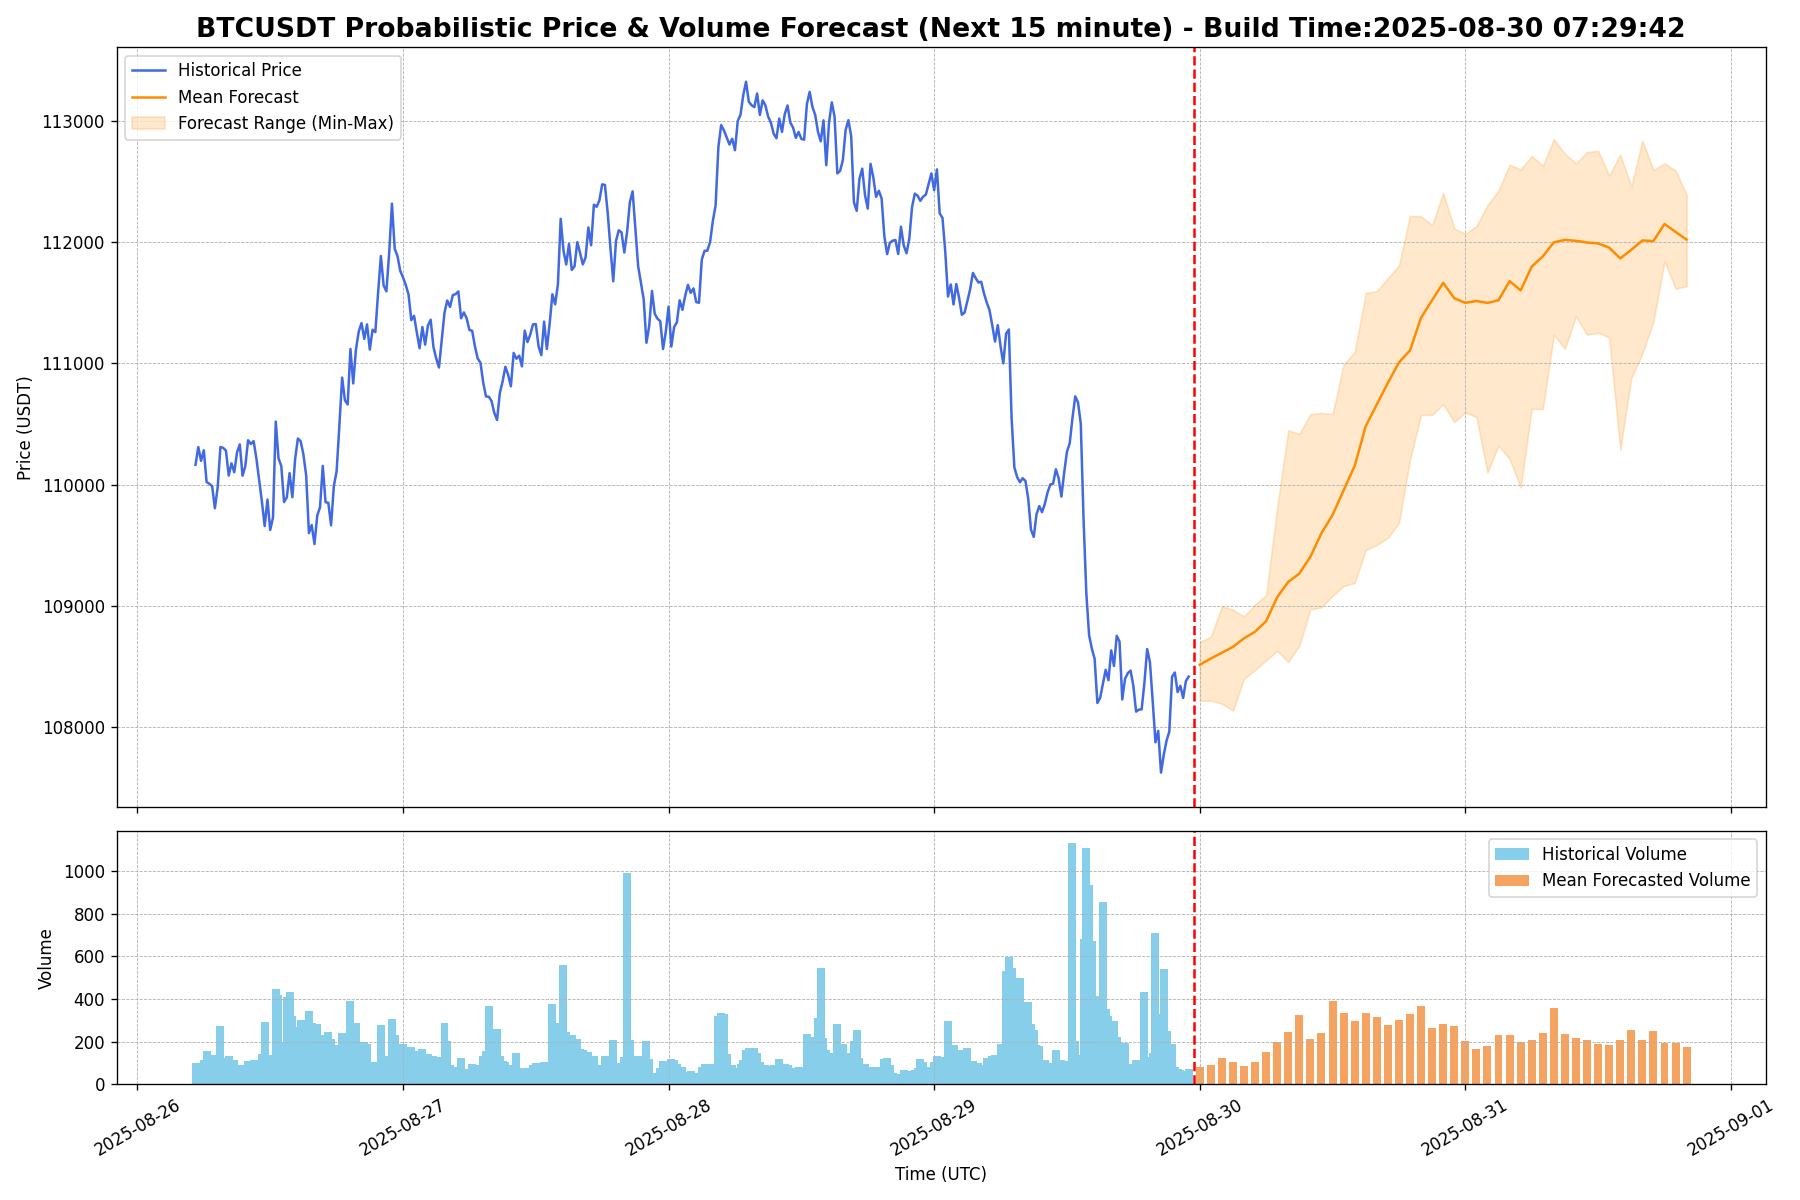 BTCUSDT Probabilistic Price & Volume Forecast (Next 15 minute) - Build Time:2025-08-30 07:29:42
Historical Price
Mean Forecast
Forecast Range (Min-Max)
113000
112000
111000
110000
109000
108000
Price (USDT)
Historical Volume
Mean Forecasted Volume
1000
800
600
400
200
0
Volume
2025-08-26
2025-08-27
2025-08-28
2025-08-29
2025-08-30
2025-08-31
2025-09-01
Time (UTC)